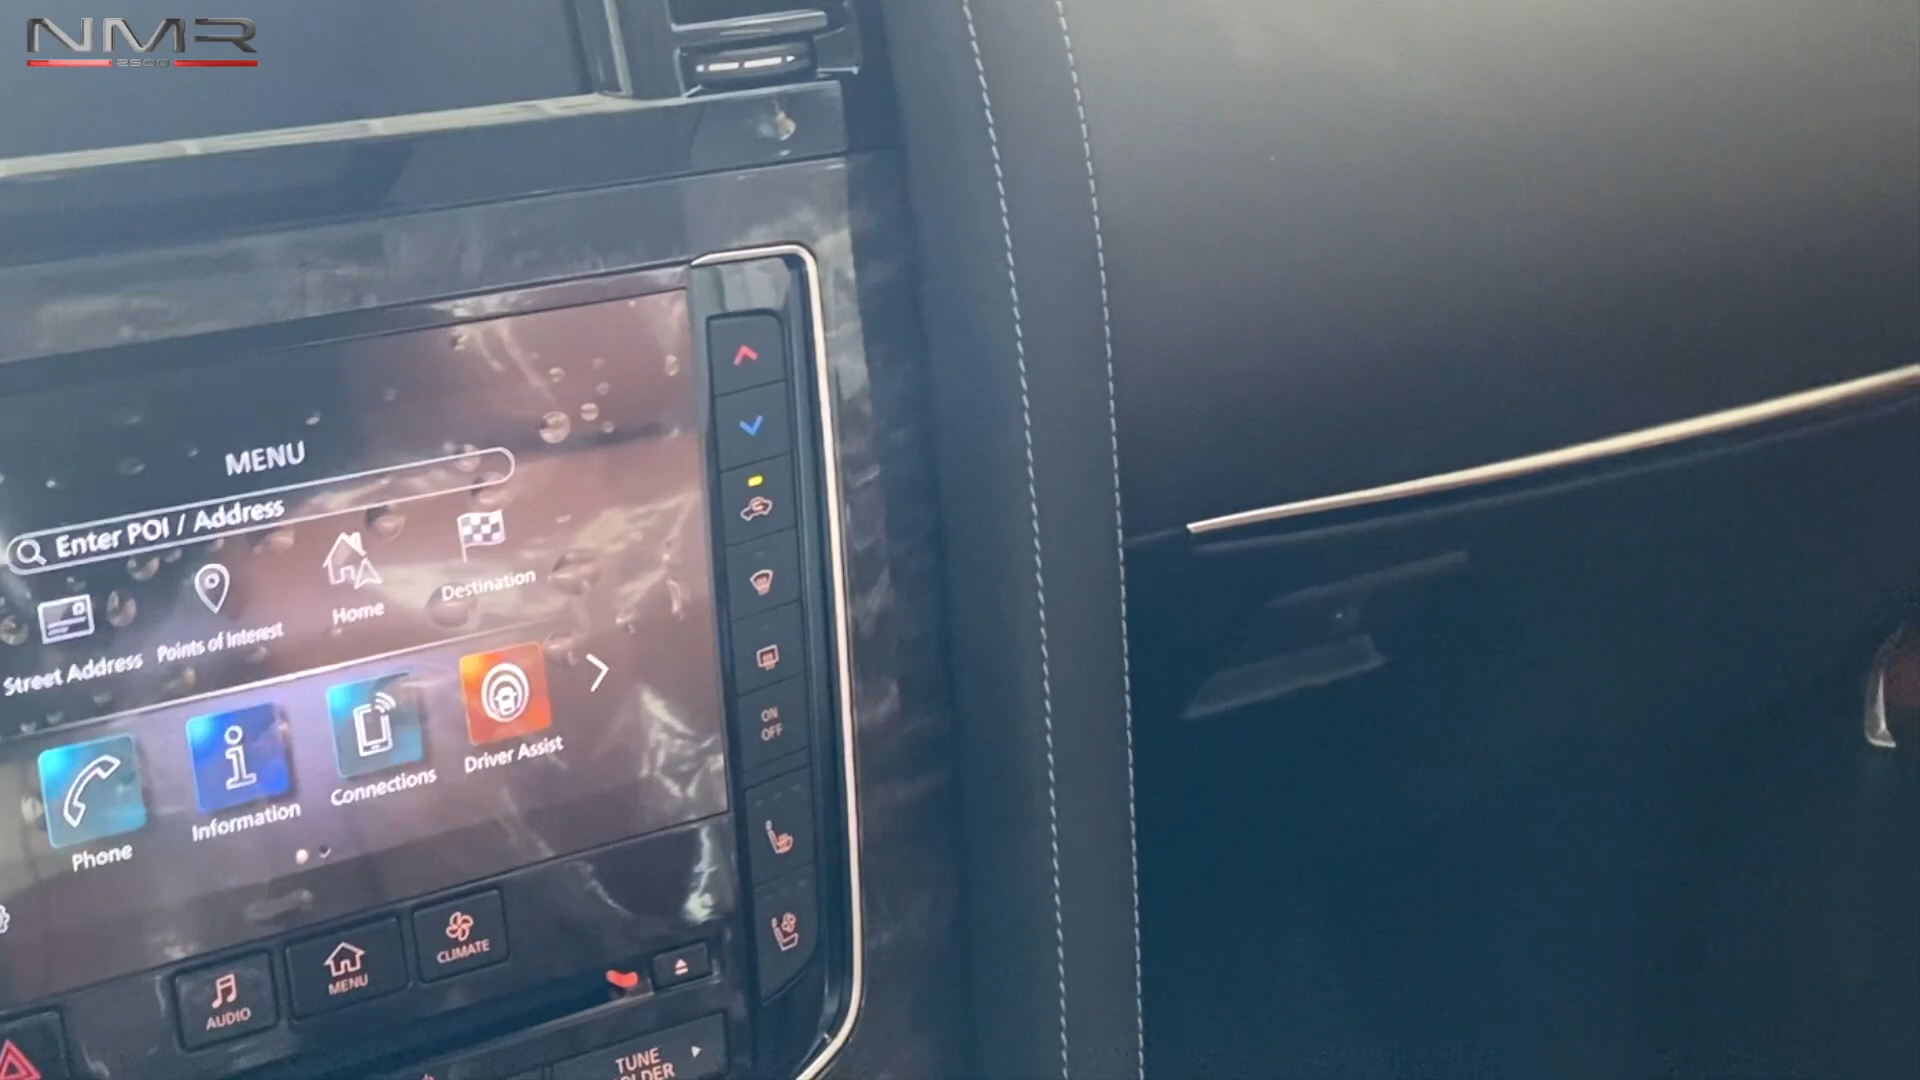 NMR
2500
MENU
Enter POI / Address
Street Address
Points of Interest
Home
Destination
Phone
Information
Connections
Driver Assist
ON
OFF
AUDIO
MENU
CLIMATE
TUNE